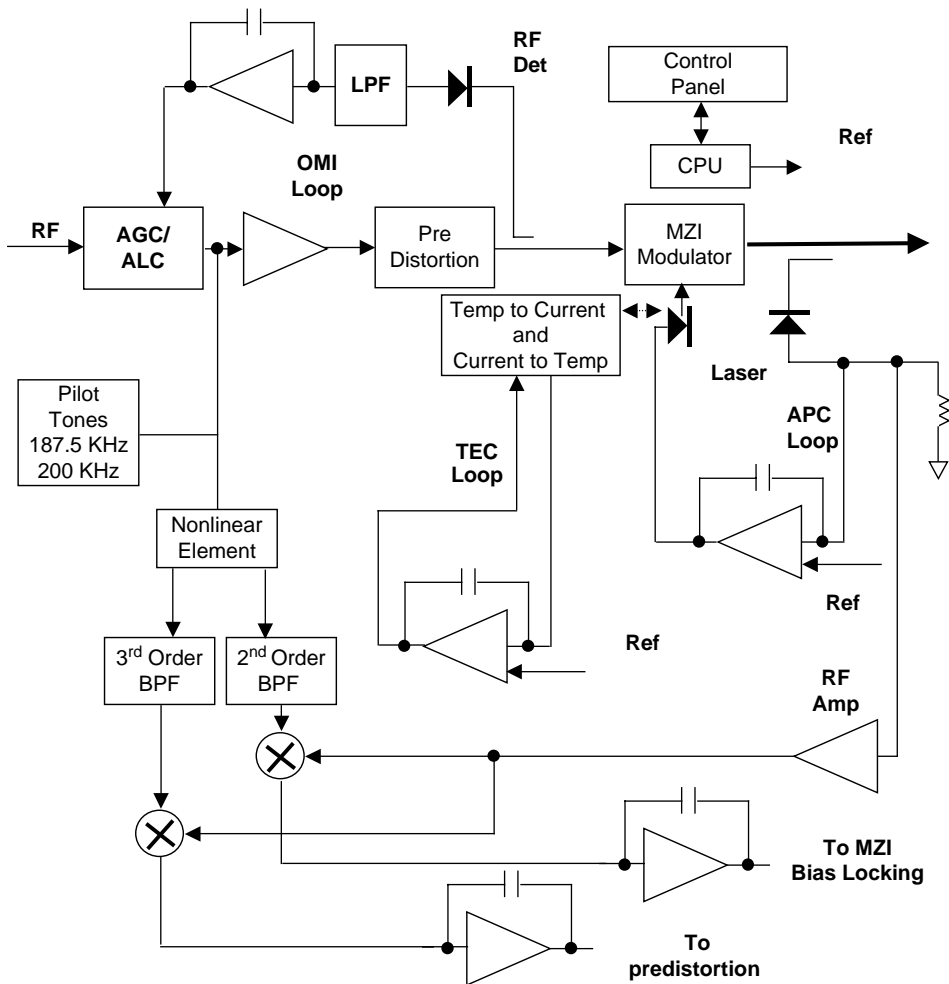 RF
Det
LPF
Control
Panel
CPU
Ref
OMI
Loop
RF
AGC/
ALC
Pre
Distortion
MZI
Modulator
Temp to Current
and
Current to Temp
Laser
Pilot
Tones
187.5 KHz
200 KHz
TEC
Loop
APC
Loop
Nonlinear
Element
Ref
3rd Order
BPF
2nd Order
BPF
Ref
RF
Amp
To MZI
Bias Locking
To
predistortion